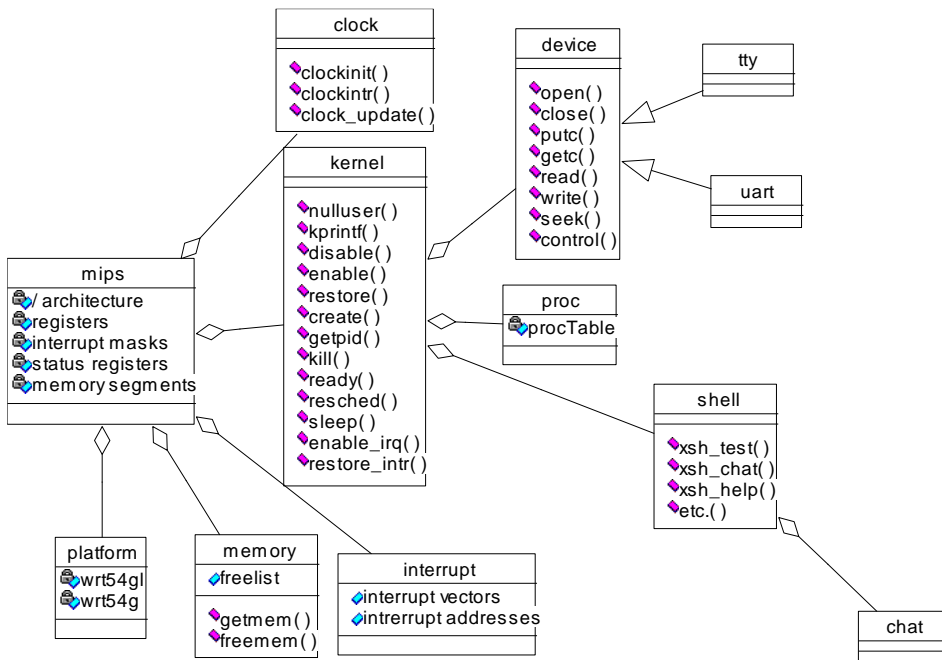 clock
clockinit( )
clockintr( )
clock_update( )
device
open( )
close( )
putc( )
getc( )
read( )
write( )
seek( )
control( )
tty
uart
kernel
nulluser( )
kprintf( )
disable( )
enable( )
restore( )
create( )
getpid( )
kill( )
ready( )
resched( )
sleep( )
enable_irq( )
restore_intr( )
mips
/ architecture
registers
interrupt masks
status registers
memory segments
proc
procTable
shell
xsh_test( )
xsh_chat( )
xsh_help( )
etc.( )
platform
wrt54gl
wrt54g
memory
freelist
getmem( )
freemem( )
interrupt
interrupt vectors
intrerrupt addresses
chat